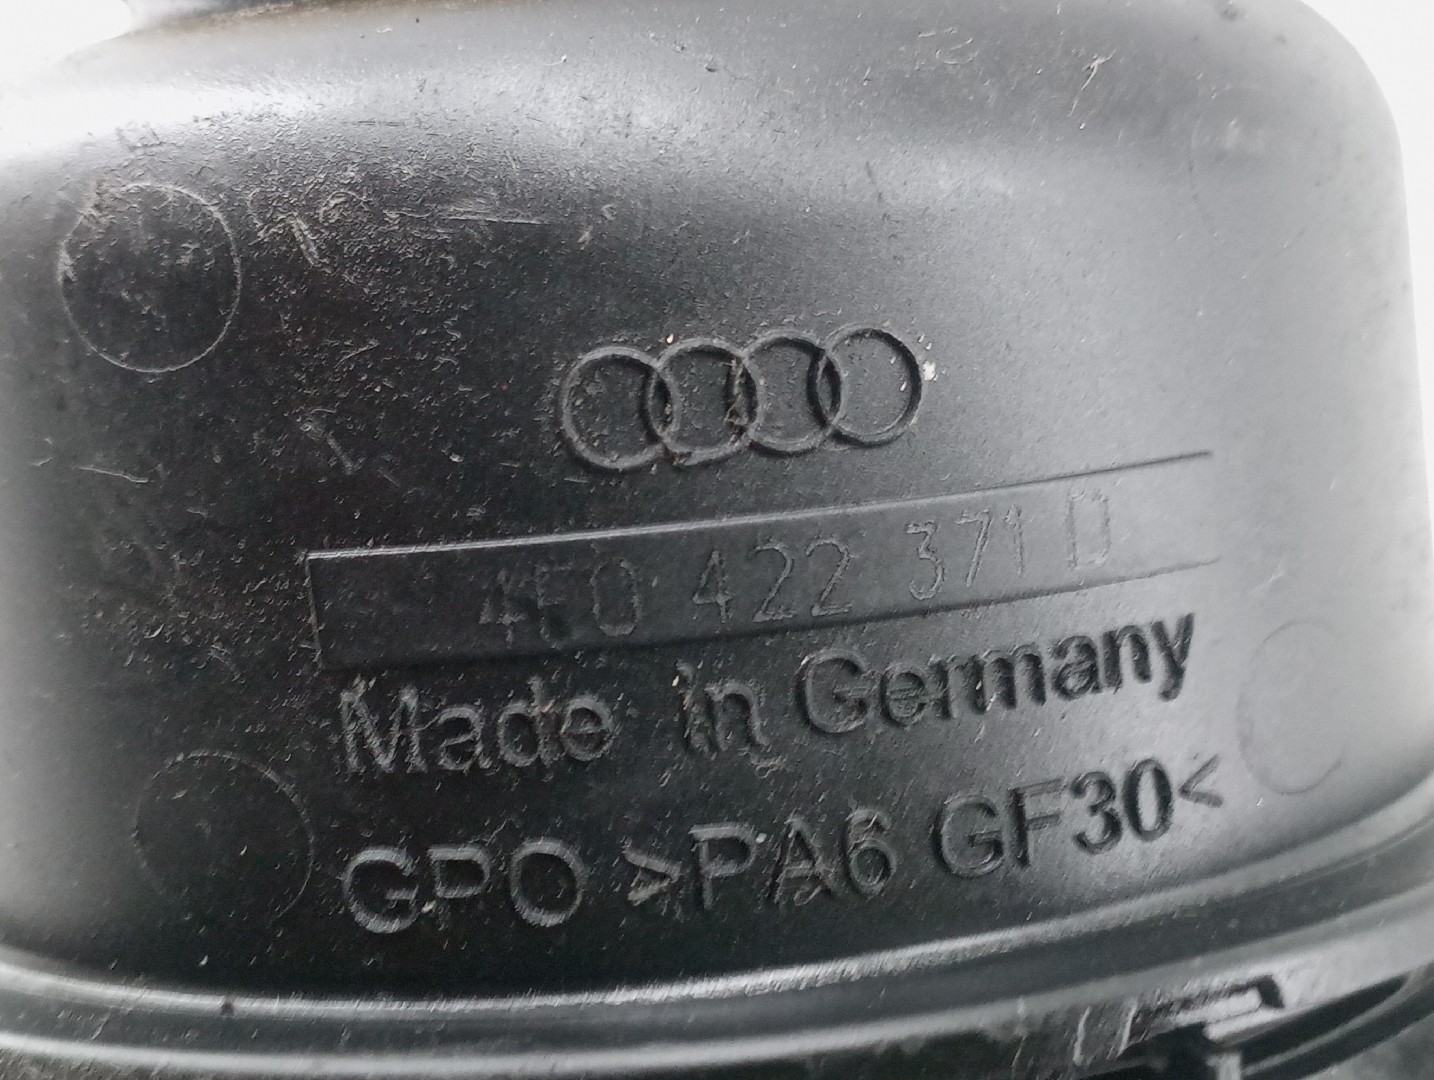 4F0 422 371 D
Made in Germany
GPO >PA6 GF30<